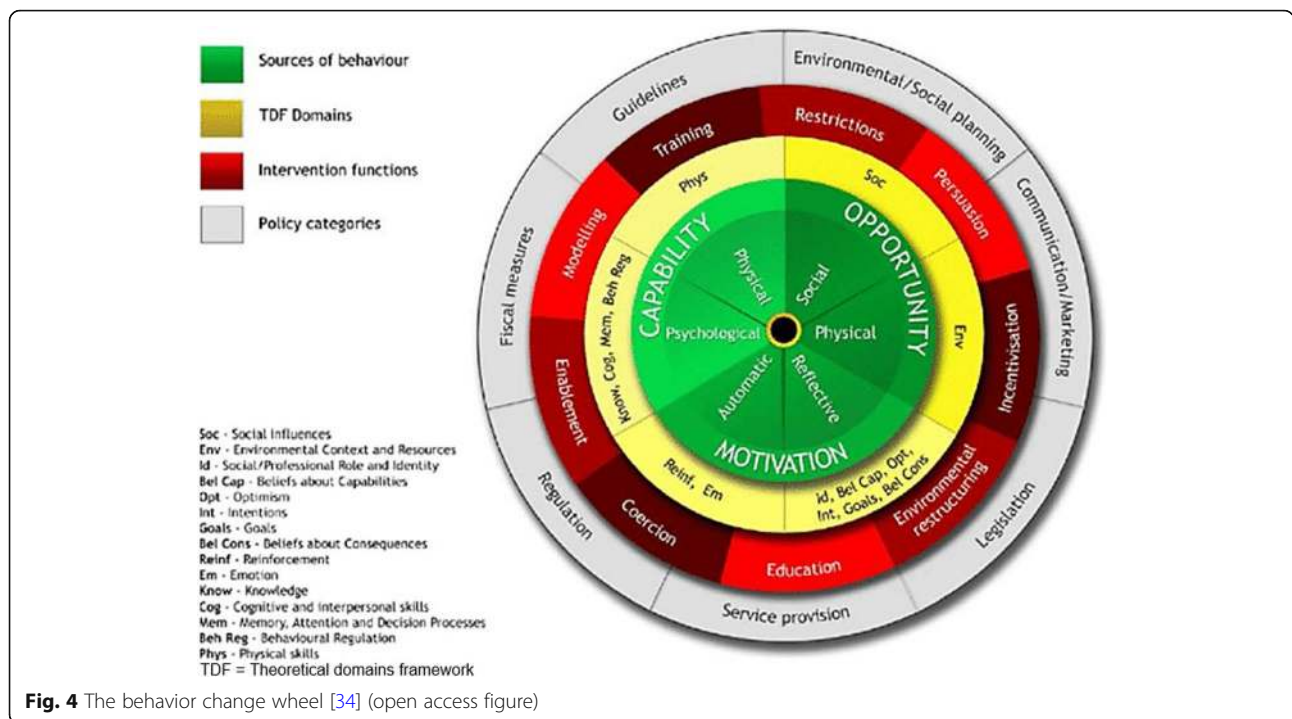 Sources of behaviour
TDF Domains
Intervention functions
Policy categories
Guidelines
Environmental/Social planning
Communication/Marketing
Legislation
Service provision
Regulation
Fiscal measures
Training
Restrictions
Persuasion
Incentivisation
Environmental
restructuring
Education
Coercion
Enablement
Modelling
Phys
Soc
Env
Id, Bel Cap, Opt,
Int, Goals, Bel Cons
Reinf, Em
Know, Cog, Mem, Beh Reg
CAPABILITY
OPPORTUNITY
MOTIVATION
Physical
Social
Physical
Reflective
Automatic
Psychological
Soc - Social Influences
Env - Environmental Context and Resources
Id - Social/Professional Role and Identity
Bel Cap - Beliefs about Capabilities
Opt - Optimism
Int - Intentions
Goals - Goals
Bel Cons - Beliefs about Consequences
Reinf - Reinforcement
Em - Emotion
Know - Knowledge
Cog - Cognitive and interpersonal skills
Mem - Memory, Attention and Decision Processes
Beh Reg - Behavioural Regulation
Phys - Physical skills
TDF = Theoretical domains framework
Fig. 4 The behavior change wheel [34] (open access figure)